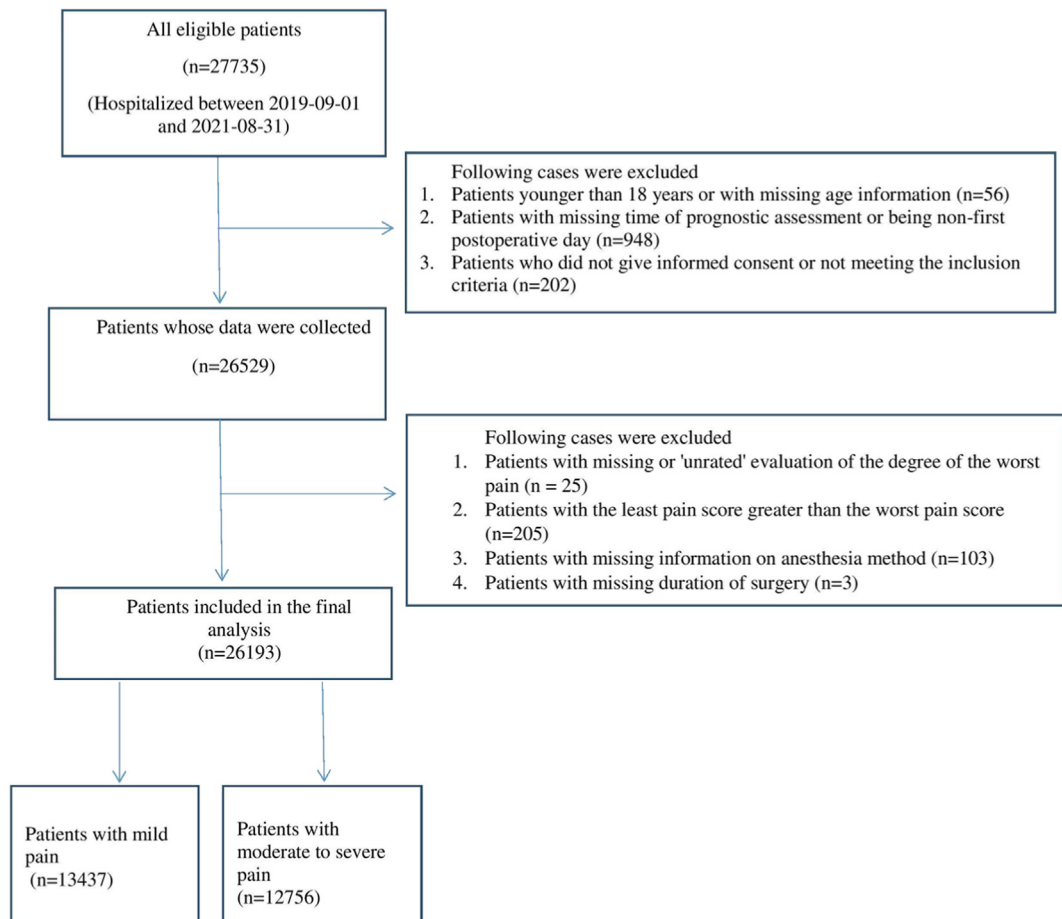 All eligible patients
(n=27735)
(Hospitalized between 2019-09-01
and 2021-08-31)
Following cases were excluded
1. Patients younger than 18 years or with missing age information (n=56)
2. Patients with missing time of prognostic assessment or being non-first
postoperative day (n=948)
3. Patients who did not give informed consent or not meeting the inclusion
criteria (n=202)
Patients whose data were collected
(n=26529)
Following cases were excluded
1. Patients with missing or 'unrated' evaluation of the degree of the worst
pain (n = 25)
2. Patients with the least pain score greater than the worst pain score
(n=205)
3. Patients with missing information on anesthesia method (n=103)
4. Patients with missing duration of surgery (n=3)
Patients included in the final
analysis
(n=26193)
Patients with mild
pain
(n=13437)
Patients with
moderate to severe
pain
(n=12756)